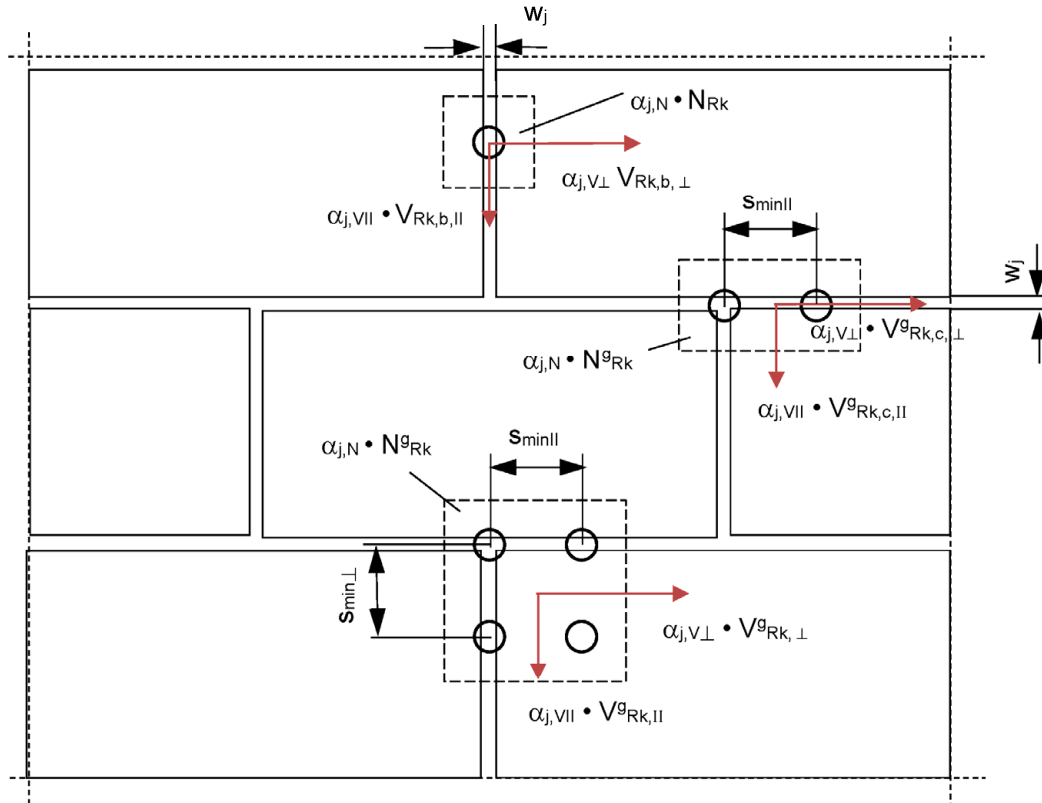 wj
αj,N • NRk
αj,V⊥ VRk,b, ⊥
αj,VII • VRk,b,II
sminII
wj
αj,V⊥ • VgRk,c,⊥
αj,N • NgRk
αj,VII • VgRk,c,II
αj,N • NgRk
sminII
smin⊥
αj,V⊥ • VgRk, ⊥
αj,VII • VgRk,II